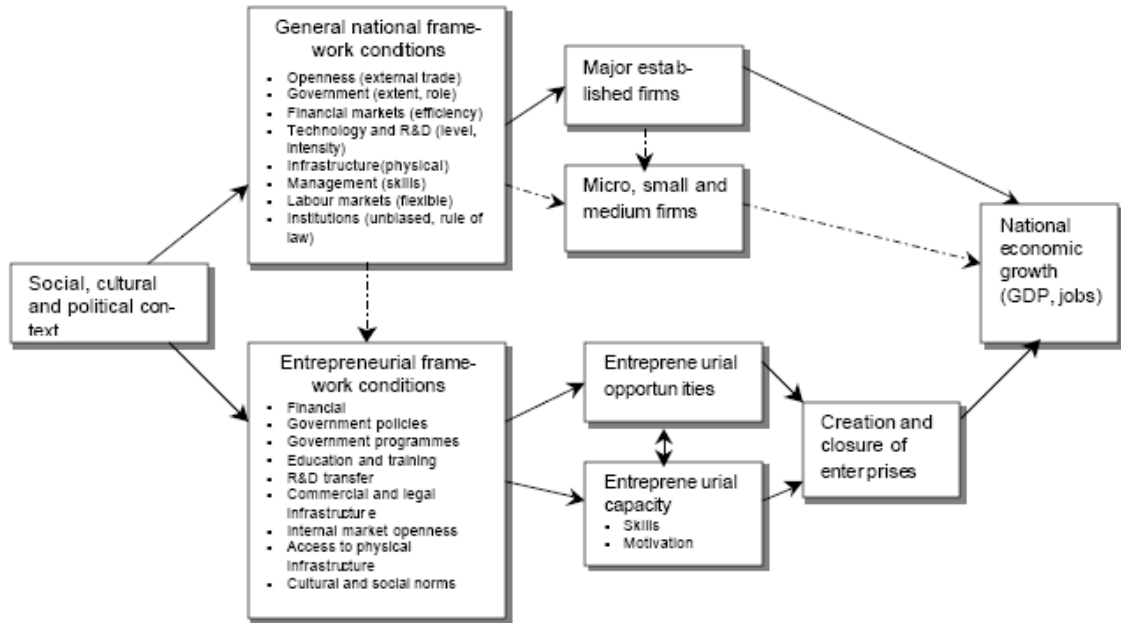 General national frame-
work conditions
▪ Openness (external trade)
▪ Government (extent, role)
▪ Financial markets (efficiency)
▪ Technology and R&D (level,
intensity)
▪ Infrastructure(physical)
▪ Management (skills)
▪ Labour markets (flexible)
▪ Institutions (unbiased, rule of
law)
Major estab-
lished firms
Micro, small and
medium firms
National
economic
growth
(GDP, jobs)
Social, cultural
and political con-
text
Entrepreneurial frame-
work conditions
▪ Financial
▪ Government policies
▪ Government programmes
▪ Education and training
▪ R&D transfer
▪ Commercial and legal
Infrastructure
▪ Internal market openness
▪ Access to physical
Infrastructure
▪ Cultural and social norms
Entrepreneurial
opportunities
Entrepreneurial
capacity
▪ Skills
▪ Motivation
Creation and
closure of
enterprises